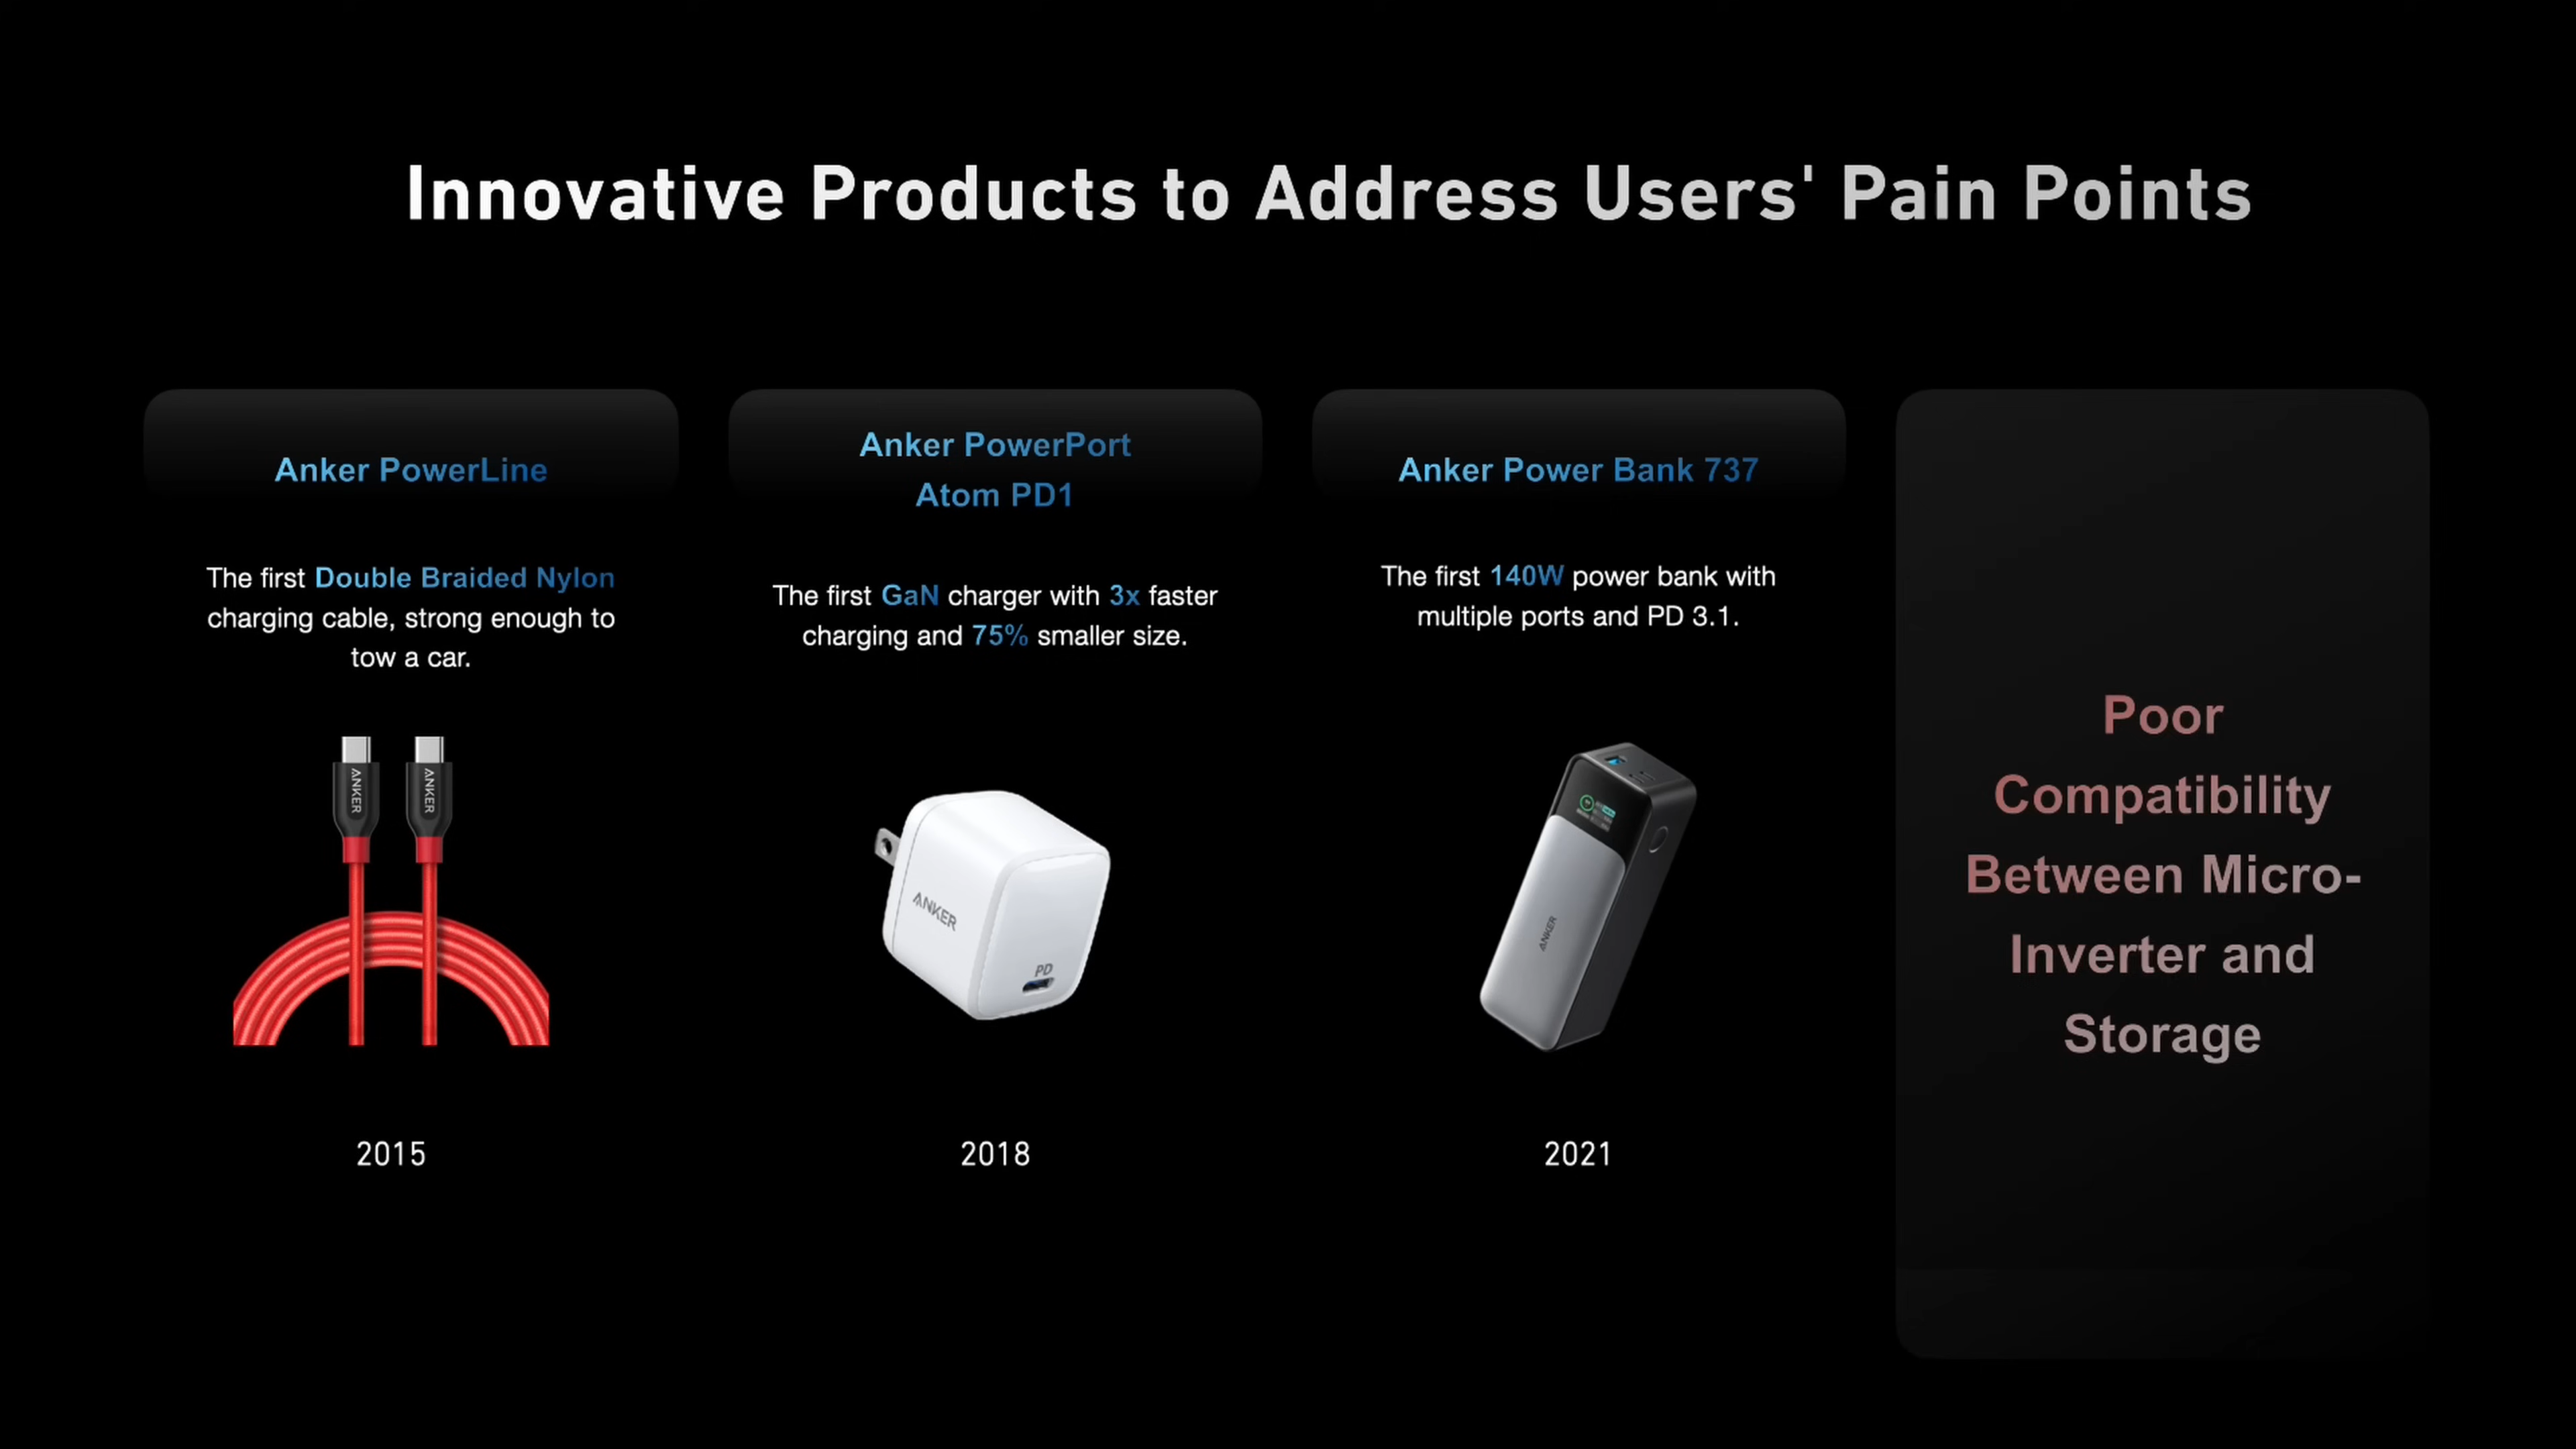 Innovative Products to Address Users' Pain Points
Anker PowerLine
The first Double Braided Nylon
charging cable, strong enough to
tow a car.
ANKER
ANKER
2015
Anker PowerPort
Atom PD1
The first GaN charger with 3x faster
charging and 75% smaller size.
ANKER
PD
2018
Anker Power Bank 737
The first 140W power bank with
multiple ports and PD 3.1.
ANKER
2021
Poor
Compatibility
Between Micro-
Inverter and
Storage